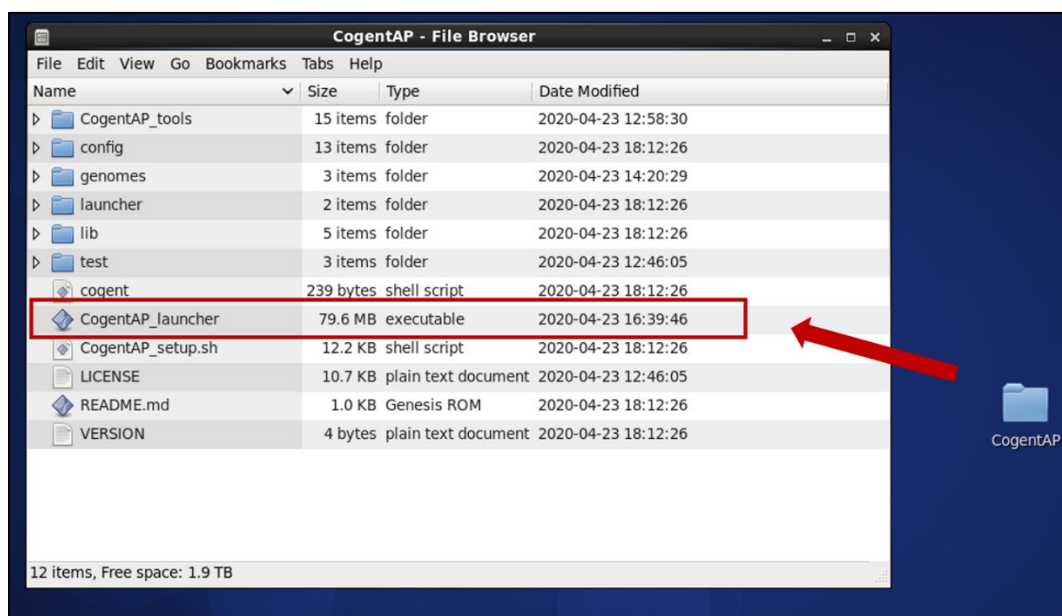 CogentAP - File Browser
File Edit View Go Bookmarks Tabs Help
Name Size Type Date Modified
CogentAP_tools 15 items folder 2020-04-23 12:58:30
config 13 items folder 2020-04-23 18:12:26
genomes 3 items folder 2020-04-23 14:20:29
launcher 2 items folder 2020-04-23 18:12:26
lib 5 items folder 2020-04-23 18:12:26
test 3 items folder 2020-04-23 12:46:05
cogent 239 bytes shell script 2020-04-23 18:12:26
CogentAP_launcher 79.6 MB executable 2020-04-23 16:39:46
CogentAP_setup.sh 12.2 KB shell script 2020-04-23 18:12:26
LICENSE 10.7 KB plain text document 2020-04-23 12:46:05
README.md 1.0 KB Genesis ROM 2020-04-23 18:12:26
VERSION 4 bytes plain text document 2020-04-23 18:12:26
CogentAP
12 items, Free space: 1.9 TB